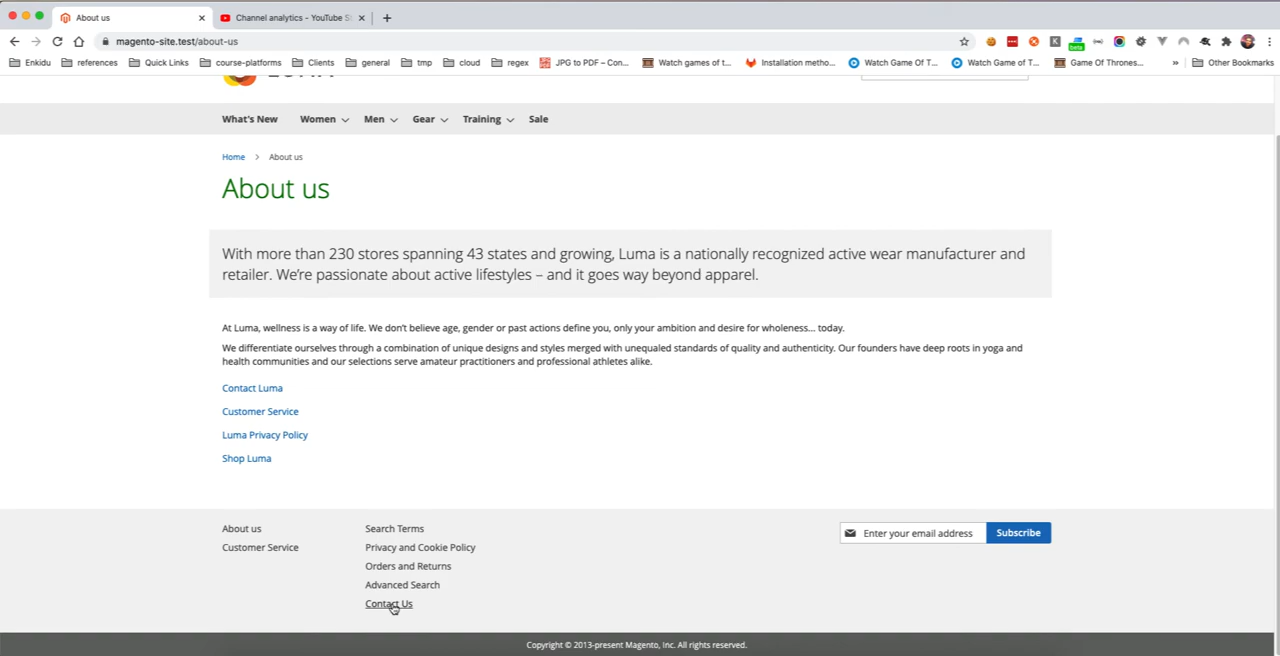 About us
Channel analytics - YouTube S
magento-site.test/about-us
Enkidu references Quick Links course-platforms Clients general tmp cloud regex JPG to PDF – Con... Watch games of t... Installation metho... Watch Game Of T... Watch Game of T... Game Of Thrones... » Other Bookmarks
beta
What's New Women Men Gear Training Sale
Home > About us
About us
With more than 230 stores spanning 43 states and growing, Luma is a nationally recognized active wear manufacturer and
retailer. We're passionate about active lifestyles – and it goes way beyond apparel.
At Luma, wellness is a way of life. We don't believe age, gender or past actions define you, only your ambition and desire for wholeness... today.
We differentiate ourselves through a combination of unique designs and styles merged with unequaled standards of quality and authenticity. Our founders have deep roots in yoga and
health communities and our selections serve amateur practitioners and professional athletes alike.
Contact Luma
Customer Service
Luma Privacy Policy
Shop Luma
About us
Customer Service
Search Terms
Privacy and Cookie Policy
Orders and Returns
Advanced Search
Contact Us
Enter your email address Subscribe
Copyright © 2013-present Magento, Inc. All rights reserved.